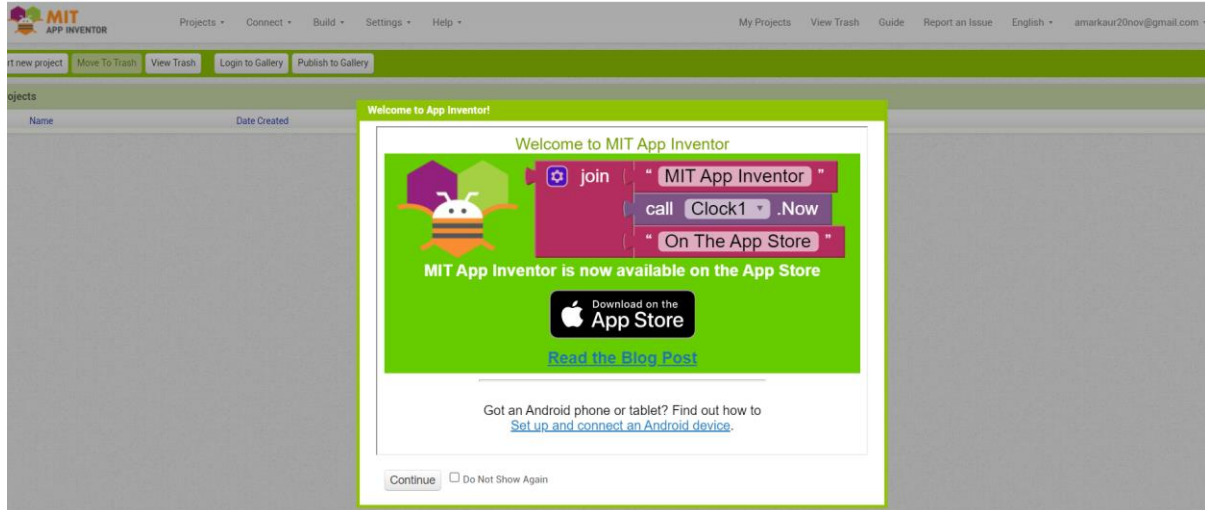 MIT
APP INVENTOR
Projects Connect Build Settings Help My Projects View Trash Guide Report an Issue English amarkaur20nov@gmail.com
rt new project Move To Trash View Trash Login to Gallery Publish to Gallery
ojects
Name Date Created
Welcome to App Inventor!
Welcome to MIT App Inventor
join " MIT App Inventor "
call Clock1 .Now
" On The App Store "
MIT App Inventor is now available on the App Store
Download on the
App Store
Read the Blog Post
Got an Android phone or tablet? Find out how to
Set up and connect an Android device.
Continue Do Not Show Again